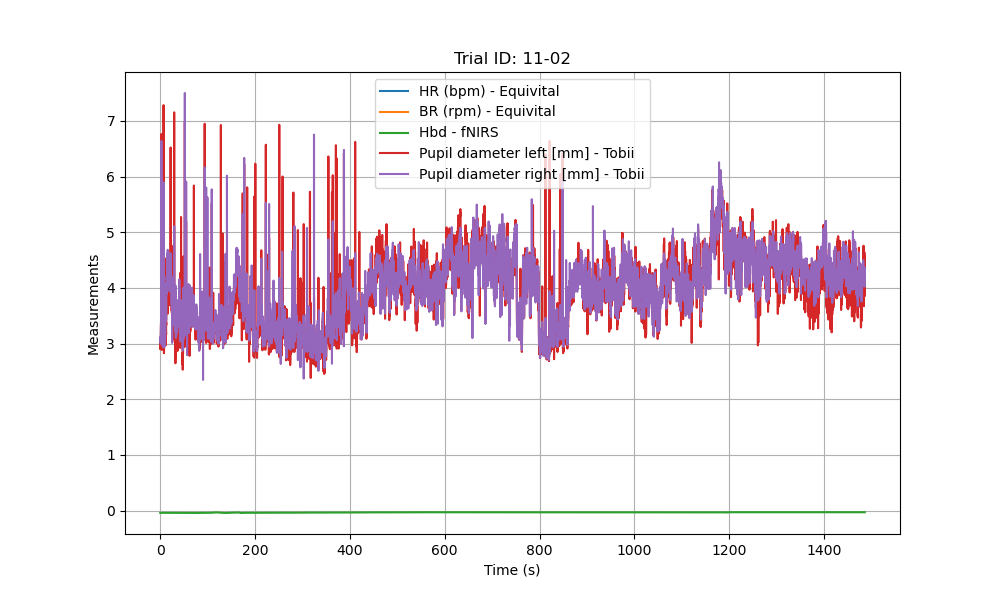 Trial ID: 11-02
HR (bpm) - Equivital
BR (rpm) - Equivital
Hbd - fNIRS
Pupil diameter left [mm] - Tobii
Pupil diameter right [mm] - Tobii
Measurements
7
6
5
4
3
2
1
0
0 200 400 600 800 1000 1200 1400
Time (s)